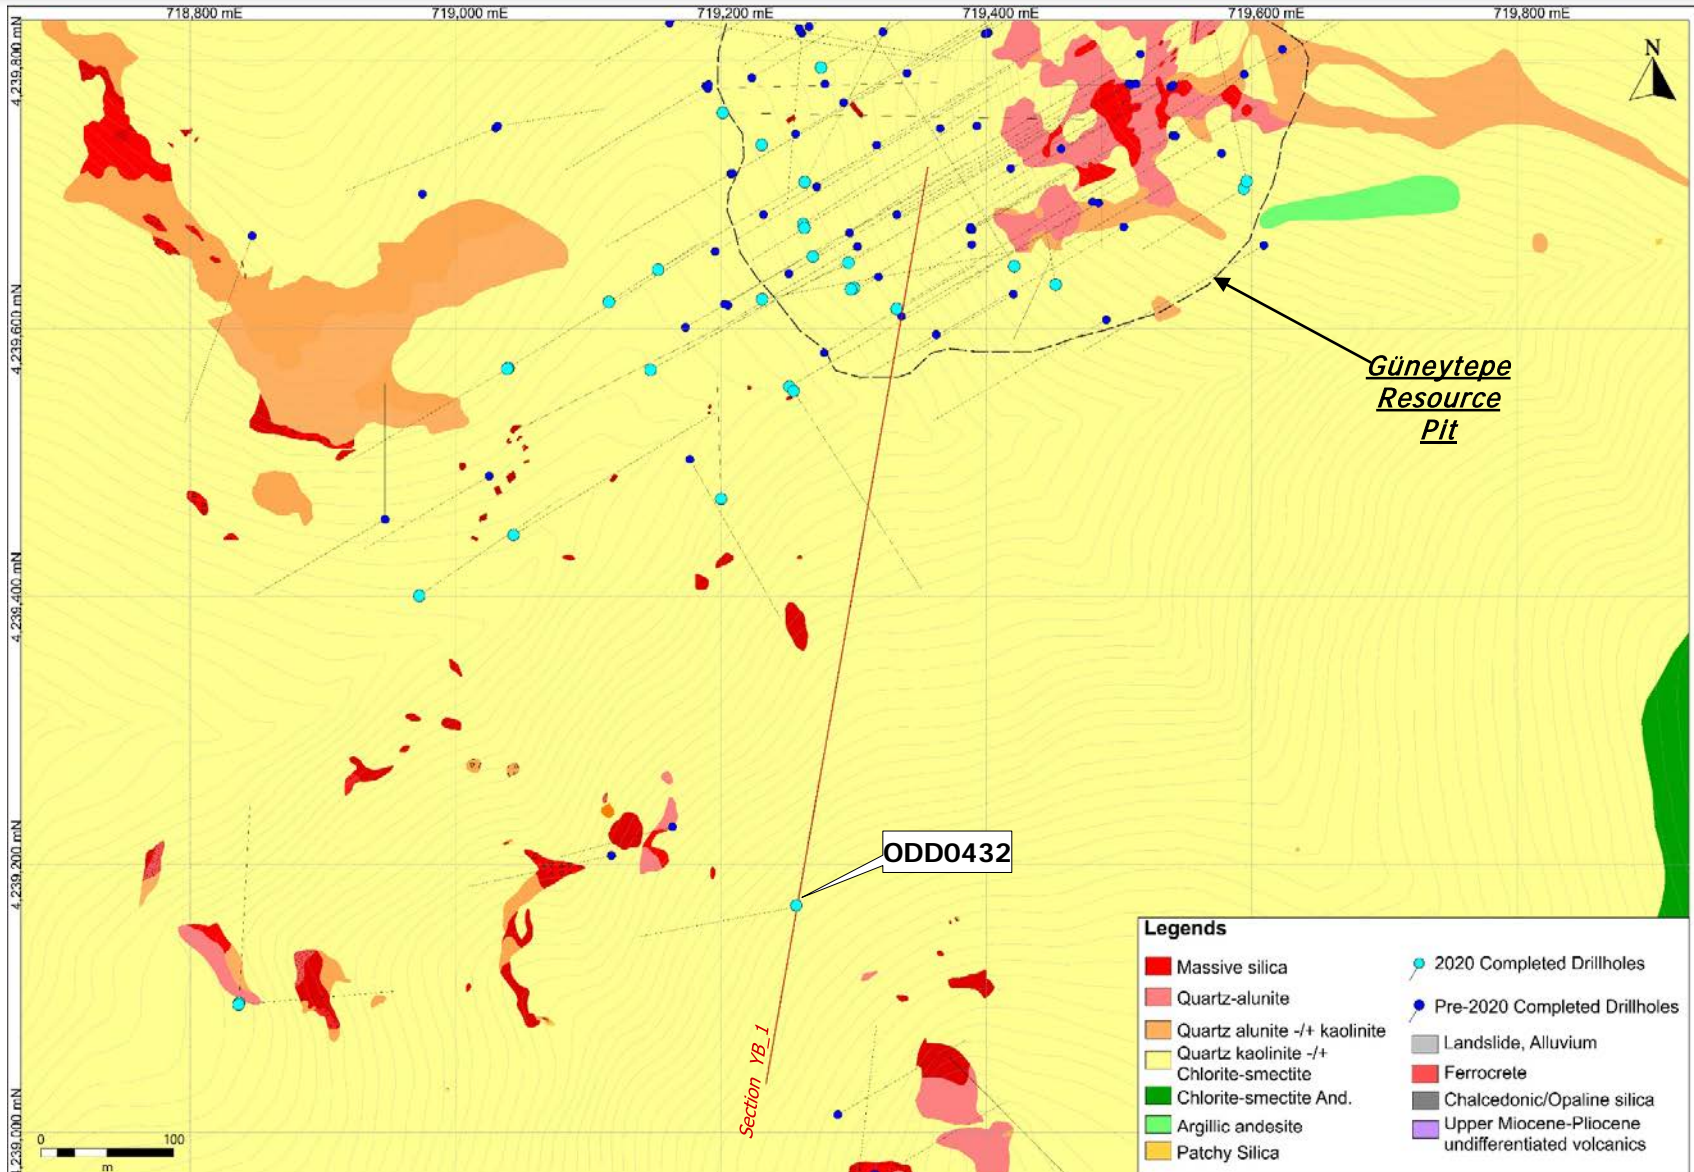 718,800 mE
719,000 mE
719,200 mE
719,400 mE
719,600 mE
719,800 mE
4,239,800 mN
4,239,600 mN
4,239,400 mN
4,239,200 mN
4,239,000 mN
N
Güneytepe
Resource
Pit
ODD0432
Section YB_1
0 100
m
Legends
Massive silica
Quartz-alunite
Quartz alunite -/+ kaolinite
Quartz kaolinite -/+
Chlorite-smectite
Chlorite-smectite And.
Argillic andesite
Patchy Silica
2020 Completed Drillholes
Pre-2020 Completed Drillholes
Landslide, Alluvium
Ferrocrete
Chalcedonic/Opaline silica
Upper Miocene-Pliocene
undifferentiated volcanics